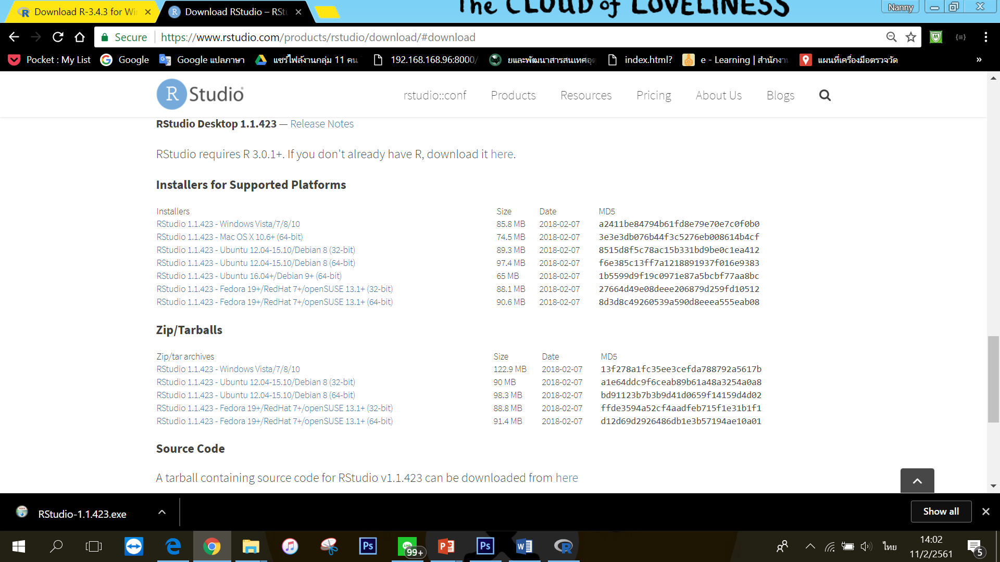 The CLOUD of LOVELINESS
Nanny
Download R-3.4.3 for Wi
Download RStudio – RSt
Secure
https://www.rstudio.com/products/rstudio/download/#download
Pocket : My List
Google
Google แปลภาษา
แชร์ไฟล์งานกลุ่ม 11 คน
192.168.168.96:8000/
ยและพัฒนาสารสนเทศอุต
index.html?
e - Learning | สำนักงาน
แผนที่เครื่องมือตรวจวัด
»
R Studio
rstudio::conf
Products
Resources
Pricing
About Us
Blogs
RStudio Desktop 1.1.423 — Release Notes
RStudio requires R 3.0.1+. If you don't already have R, download it here.
Installers for Supported Platforms
Installers Size Date MD5
RStudio 1.1.423 - Windows Vista/7/8/10 85.8 MB 2018-02-07 a2411be84794b61fd8e79e70e7c0f0b0
RStudio 1.1.423 - Mac OS X 10.6+ (64-bit) 74.5 MB 2018-02-07 3e3e3db076b44f3c5276eb008614b4cf
RStudio 1.1.423 - Ubuntu 12.04-15.10/Debian 8 (32-bit) 89.3 MB 2018-02-07 8515d8f5c78ac15b331bd9be0c1ea412
RStudio 1.1.423 - Ubuntu 12.04-15.10/Debian 8 (64-bit) 97.4 MB 2018-02-07 f6e385c13ff7a1218891937f016e9383
RStudio 1.1.423 - Ubuntu 16.04+/Debian 9+ (64-bit) 65 MB 2018-02-07 1b5599d9f19c0971e87a5bcbf77aa8bc
RStudio 1.1.423 - Fedora 19+/RedHat 7+/openSUSE 13.1+ (32-bit) 88.1 MB 2018-02-07 27664d49e08deee206879d259fd10512
RStudio 1.1.423 - Fedora 19+/RedHat 7+/openSUSE 13.1+ (64-bit) 90.6 MB 2018-02-07 8d3d8c49260539a590d8eeea555eab08
Zip/Tarballs
Zip/tar archives Size Date MD5
RStudio 1.1.423 - Windows Vista/7/8/10 122.9 MB 2018-02-07 13f278a1fc35ee3cefda788792a5617b
RStudio 1.1.423 - Ubuntu 12.04-15.10/Debian 8 (32-bit) 90 MB 2018-02-07 a1e64ddc9f6ceab89b61a48a3254a0a8
RStudio 1.1.423 - Ubuntu 12.04-15.10/Debian 8 (64-bit) 98.3 MB 2018-02-07 bd91123b7b3b9d41d0659f14159d4d02
RStudio 1.1.423 - Fedora 19+/RedHat 7+/openSUSE 13.1+ (32-bit) 88.8 MB 2018-02-07 ffde3594a52cf4aadfeb715f1e31b1f1
RStudio 1.1.423 - Fedora 19+/RedHat 7+/openSUSE 13.1+ (64-bit) 91.4 MB 2018-02-07 d12d69d2926486db1e3b57194ae10a01
Source Code
A tarball containing source code for RStudio v1.1.423 can be downloaded from here
RStudio-1.1.423.exe
Show all
Ps
LINE
99+
P
Ps
W
R
ไทย
14:02
11/2/2561
5